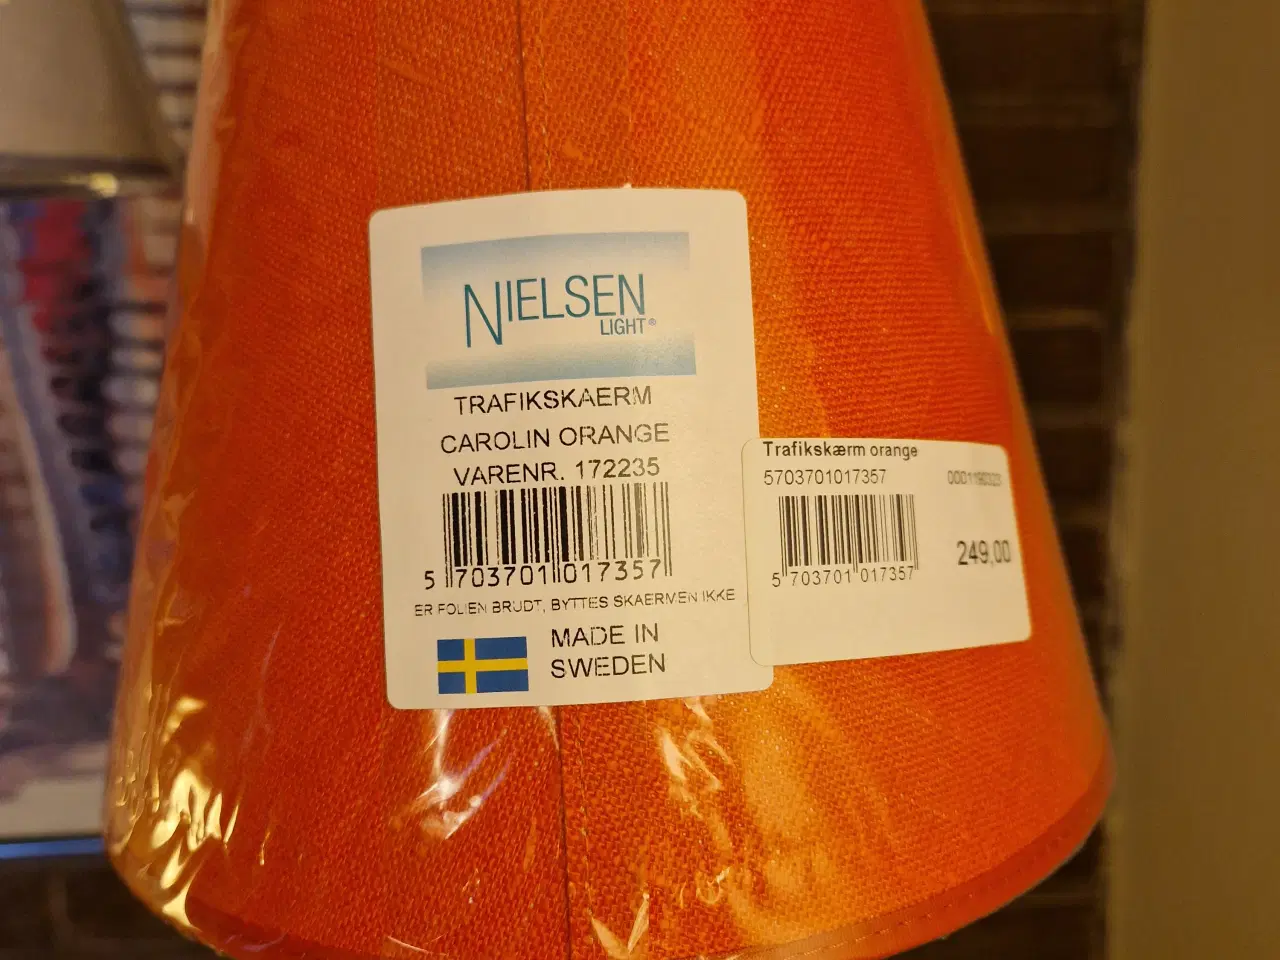 NIELSEN
LIGHT®
TRAFIKSKAERM
CAROLIN ORANGE
VARENR. 172235
5 703701 017357
ER FOLIEN BRUDT, BYTTES SKAERMEN IKKE
MADE IN
SWEDEN
Trafikskærm orange
5703701017357
249,00
5 703701 017357